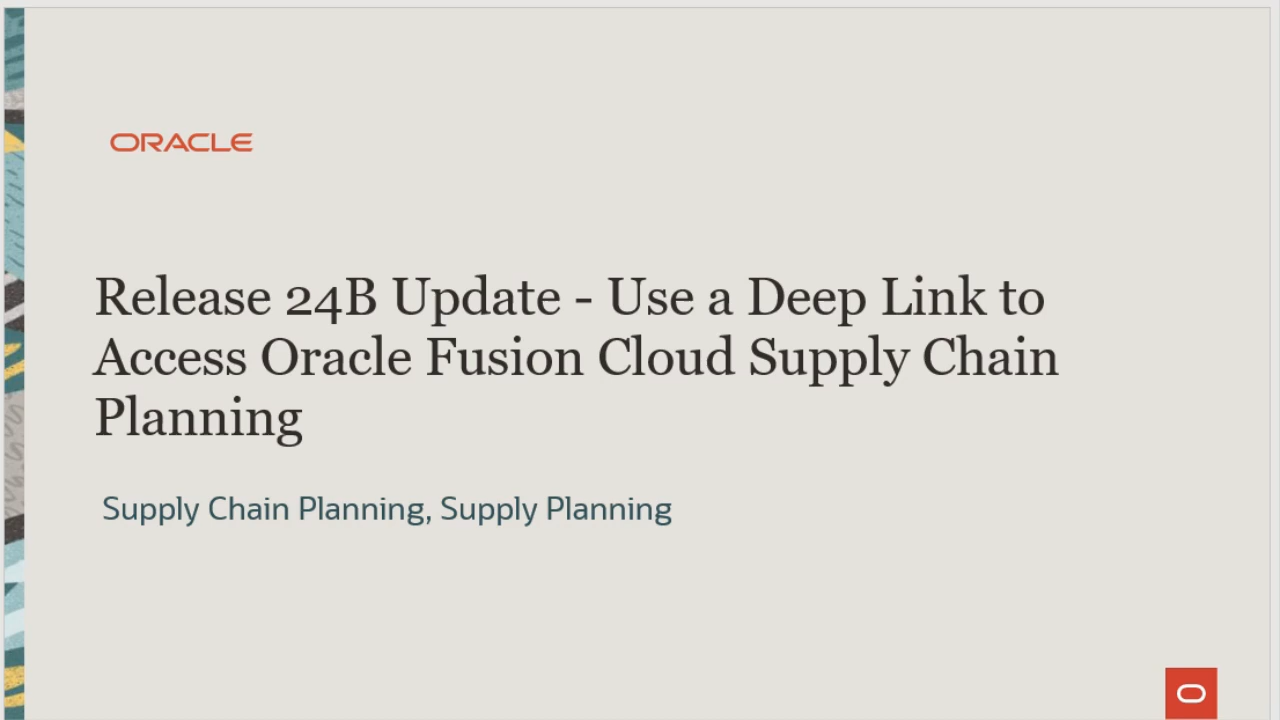 ORACLE
Release 24B Update - Use a Deep Link to
Access Oracle Fusion Cloud Supply Chain
Planning
Supply Chain Planning, Supply Planning